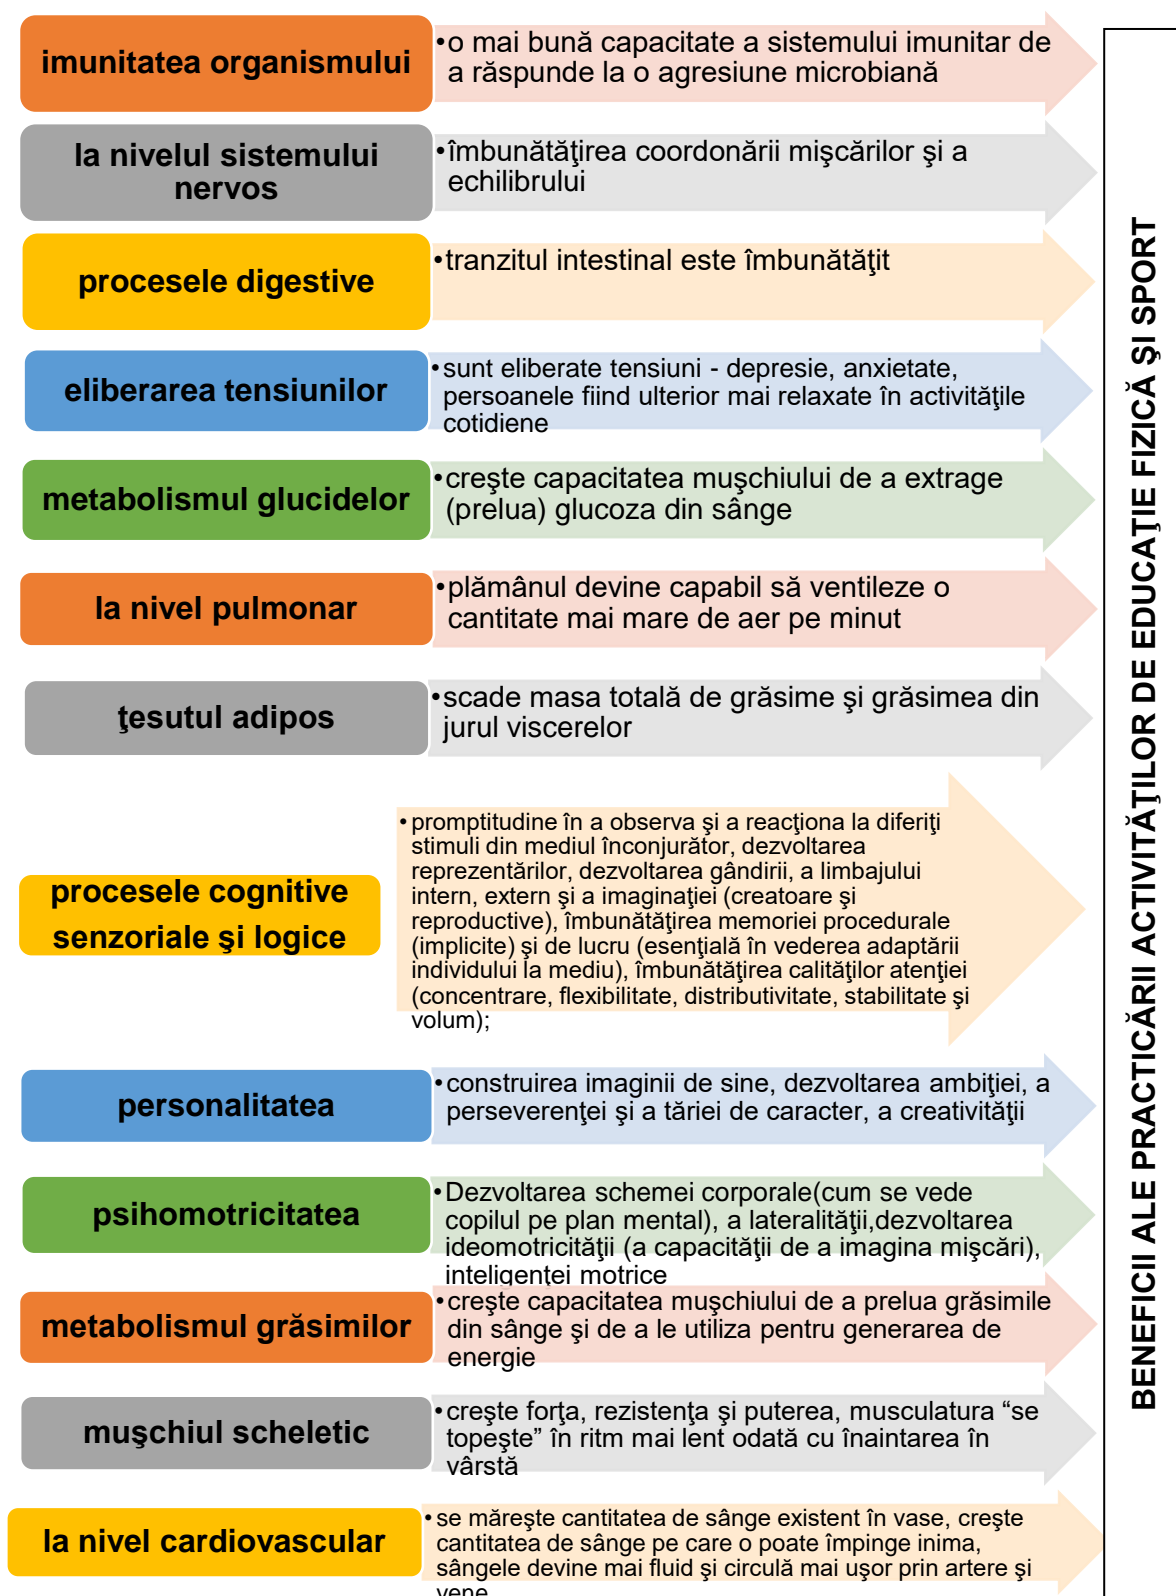 imunitatea organismului
•o mai bună capacitate a sistemului imunitar de
a răspunde la o agresiune microbiană
la nivelul sistemului
nervos
•îmbunătăţirea coordonării mişcărilor şi a
echilibrului
procesele digestive
•tranzitul intestinal este îmbunătăţit
eliberarea tensiunilor
•sunt eliberate tensiuni - depresie, anxietate,
persoanele fiind ulterior mai relaxate în activităţile
cotidiene
metabolismul glucidelor
•creşte capacitatea muşchiului de a extrage
(prelua) glucoza din sânge
la nivel pulmonar
•plămânul devine capabil să ventileze o
cantitate mai mare de aer pe minut
ţesutul adipos
•scade masa totală de grăsime şi grăsimea din
jurul viscerelor
procesele cognitive
senzoriale şi logice
•promptitudine în a observa şi a reacţiona la diferiţi
stimuli din mediul înconjurător, dezvoltarea
reprezentărilor, dezvoltarea gândirii, a limbajului
intern, extern şi a imaginaţiei (creatoare şi
reproductive), îmbunătăţirea memoriei procedurale
(implicite) şi de lucru (esenţială în vederea adaptării
individului la mediu), îmbunătăţirea calităţilor atenţiei
(concentrare, flexibilitate, distributivitate, stabilitate şi
volum);
personalitatea
•construirea imaginii de sine, dezvoltarea ambiţiei, a
perseverenţei şi a tăriei de caracter, a creativităţii
psihomotricitatea
•Dezvoltarea schemei corporale(cum se vede
copilul pe plan mental), a lateralităţii,dezvoltarea
ideomotricităţii (a capacităţii de a imagina mişcări),
inteligenţei motrice
metabolismul grăsimilor
•creşte capacitatea muşchiului de a prelua grăsimile
din sânge şi de a le utiliza pentru generarea de
energie
muşchiul scheletic
•creşte forţa, rezistenţa şi puterea, musculatura “se
topeşte” în ritm mai lent odată cu înaintarea în
vârstă
la nivel cardiovascular
•se măreşte cantitatea de sânge existent în vase, creşte
cantitatea de sânge pe care o poate împinge inima,
sângele devine mai fluid şi circulă mai uşor prin artere şi
vene
BENEFICII ALE PRACTICĂRII ACTIVITĂŢILOR DE EDUCAŢIE FIZICĂ ŞI SPORT